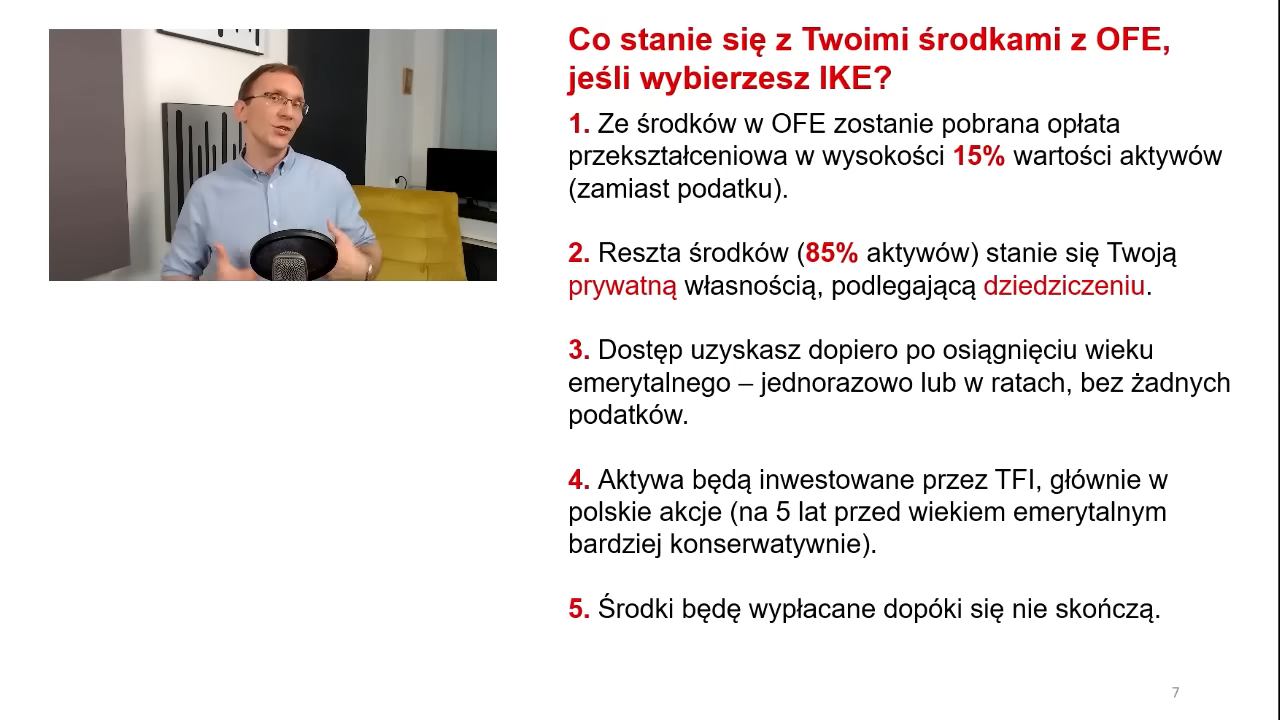 Co stanie się z Twoimi środkami z OFE,
jeśli wybierzesz IKE?
1. Ze środków w OFE zostanie pobrana opłata
przekształceniowa w wysokości 15% wartości aktywów
(zamiast podatku).
2. Reszta środków (85% aktywów) stanie się Twoją
prywatną własnością, podlegającą dziedziczeniu.
3. Dostęp uzyskasz dopiero po osiągnięciu wieku
emerytalnego – jednorazowo lub w ratach, bez żadnych
podatków.
4. Aktywa będą inwestowane przez TFI, głównie w
polskie akcje (na 5 lat przed wiekiem emerytalnym
bardziej konserwatywnie).
5. Środki będę wypłacane dopóki się nie skończą.
7